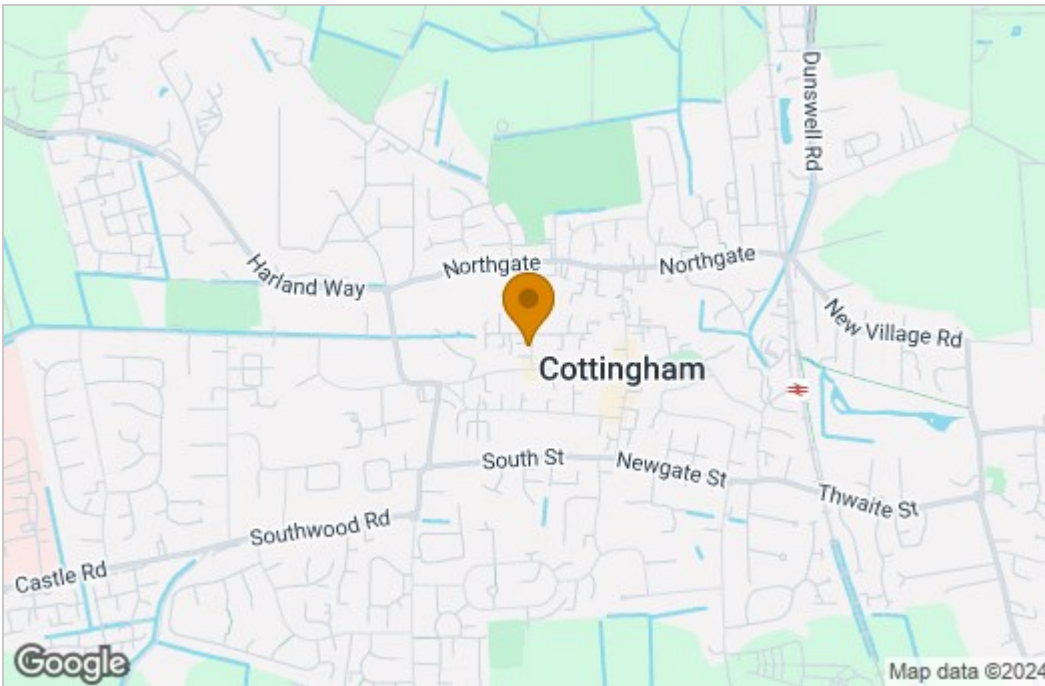 Dunswell Rd
Northgate
Northgate
Harland Way
New Village Rd
Cottingham
South St
Newgate St
Thwaite St
Southwood Rd
Castle Rd
Google
Map data ©2024